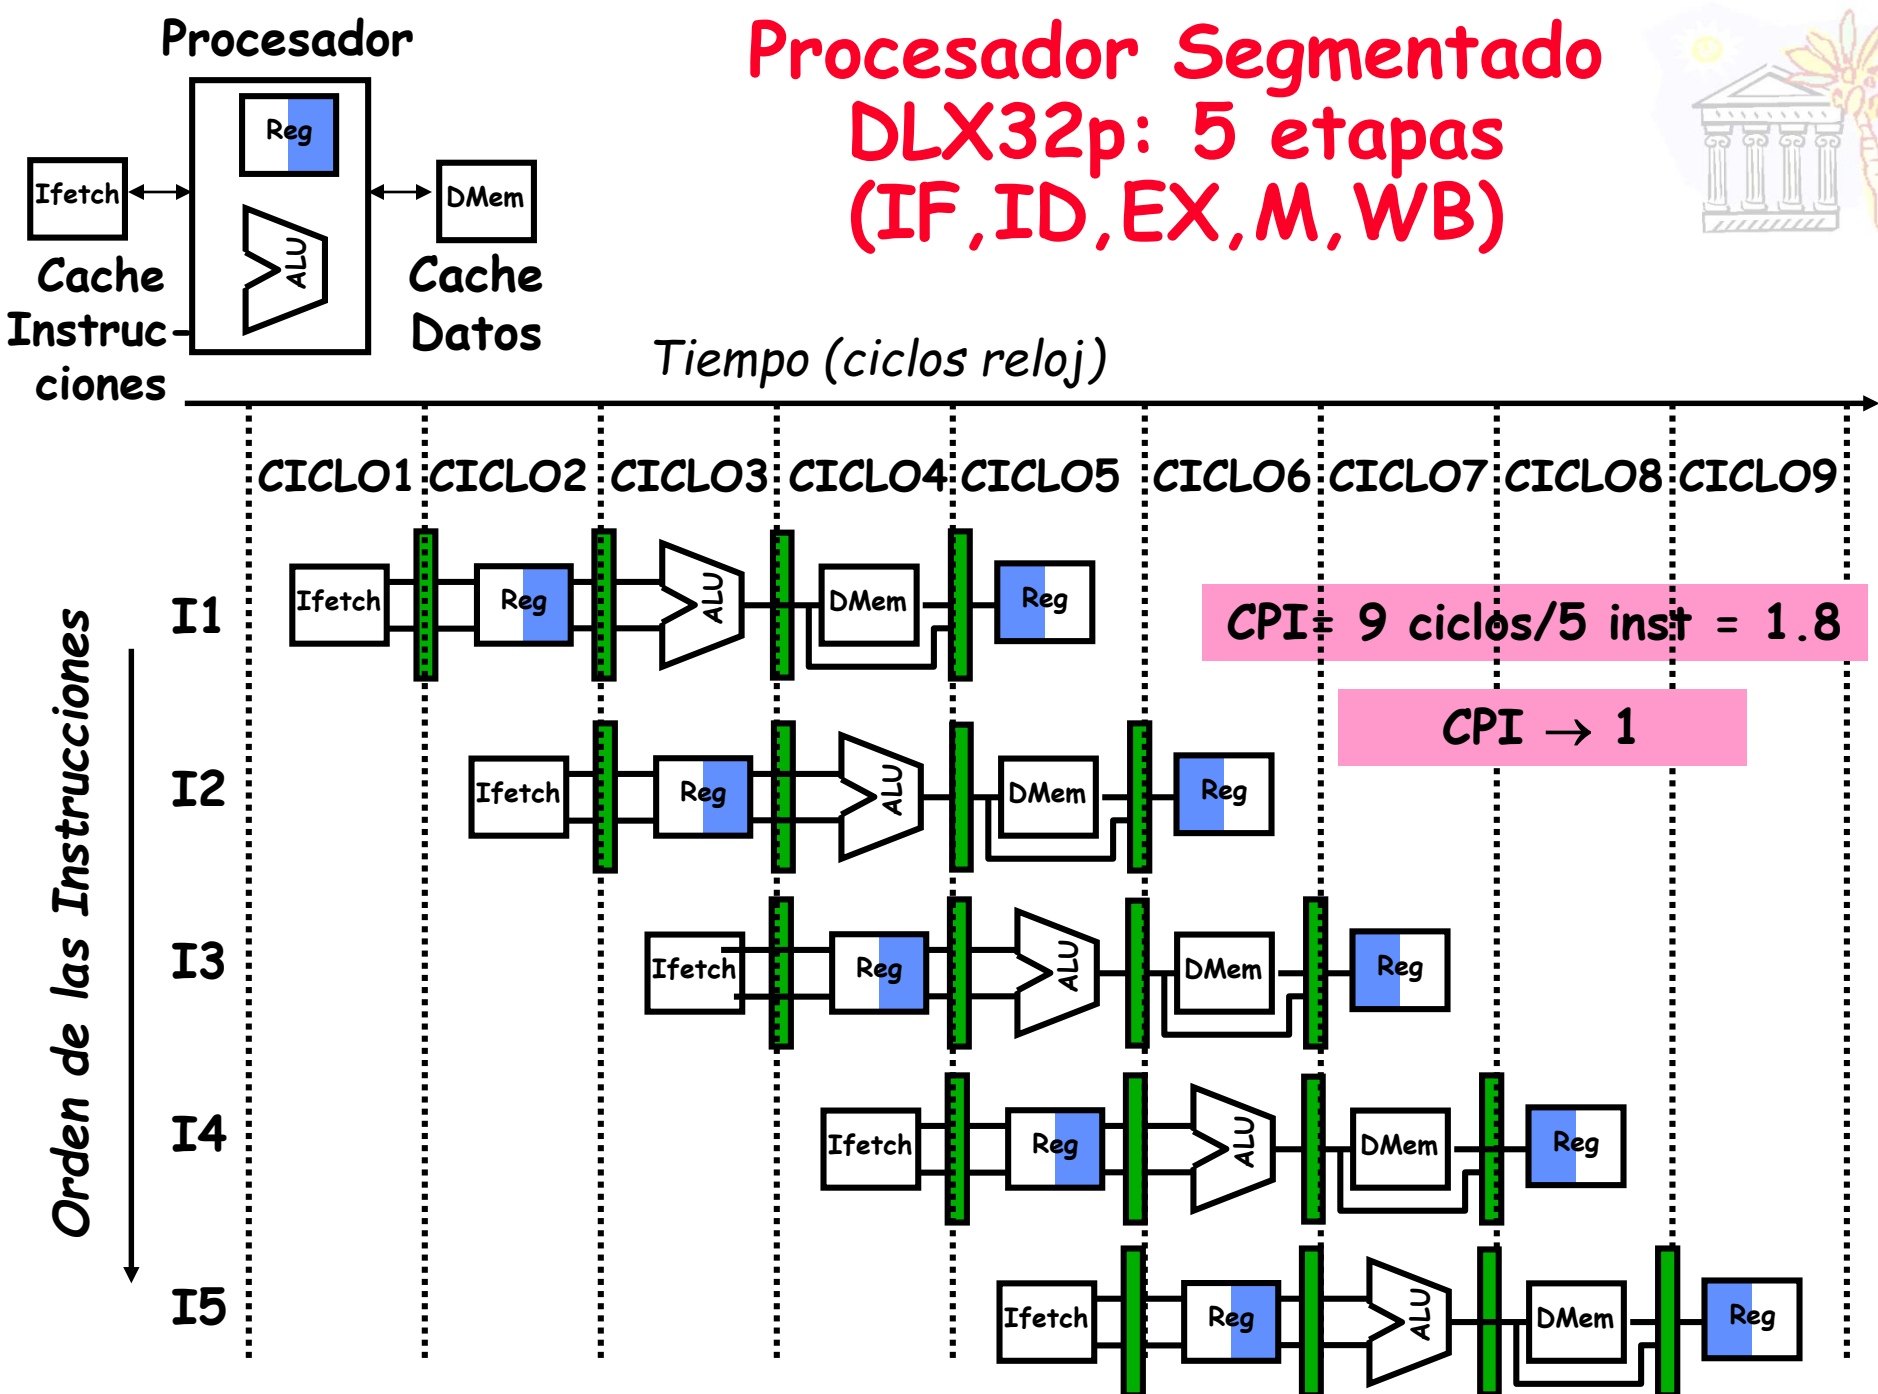 Procesador
Procesador Segmentado
DLX32p: 5 etapas
(IF,ID,EX,M,WB)
Reg
Ifetch
DMem
ALU
Cache
Instruc-
ciones
Cache
Datos
Tiempo (ciclos reloj)
CICLO1 CICLO2 CICLO3 CICLO4 CICLO5 CICLO6 CICLO7 CICLO8 CICLO9
Orden de las Instrucciones
I1 Ifetch Reg ALU DMem Reg
CPI= 9 ciclos/5 inst = 1.8
CPI → 1
I2 Ifetch Reg ALU DMem Reg
I3 Ifetch Reg ALU DMem Reg
I4 Ifetch Reg ALU DMem Reg
I5 Ifetch Reg ALU DMem Reg